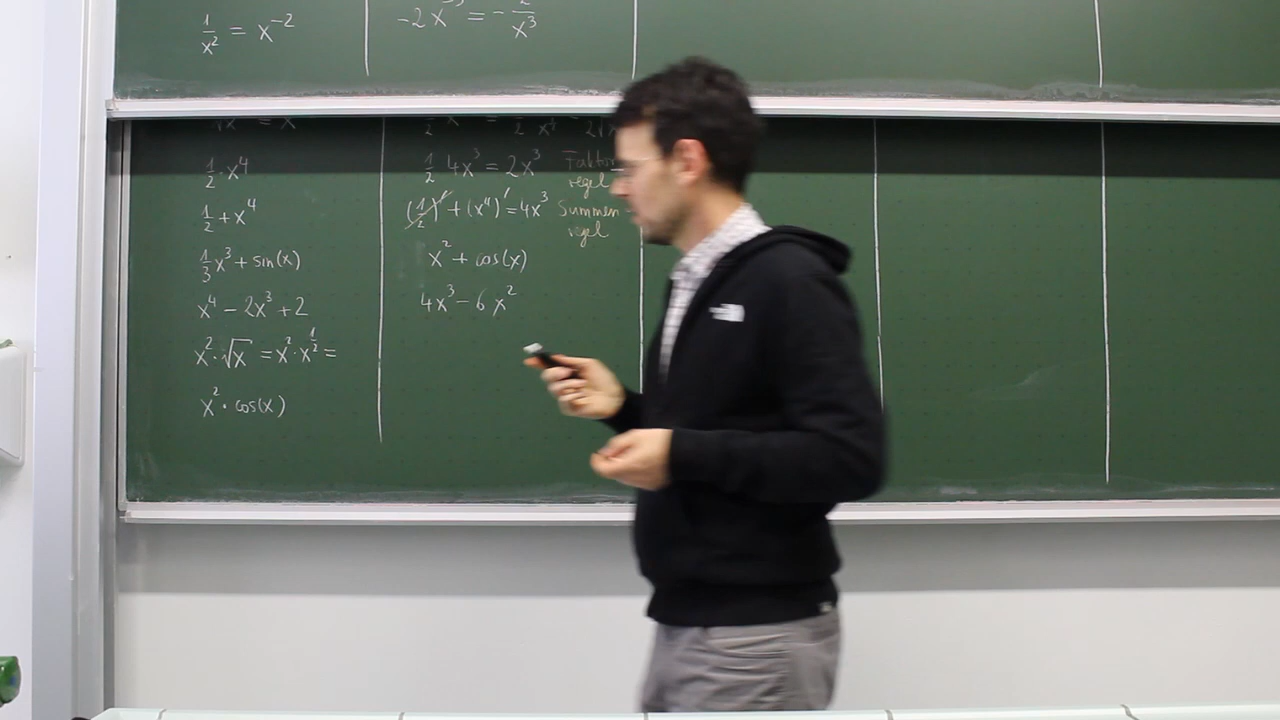 1/x² = x⁻²
-2x⁻³ = -2/x³
1/2 · x⁴
1/2 4x³ = 2x³ Faktor
regel
1/2 + x⁴
(1/2)' + (x⁴)' = 4x³ Summen-
regel
1/3 x³ + sin(x)
x² + cos(x)
x⁴ - 2x³ + 2
4x³ - 6x²
x² · √x = x² · x^(1/2) =
x² · cos(x)